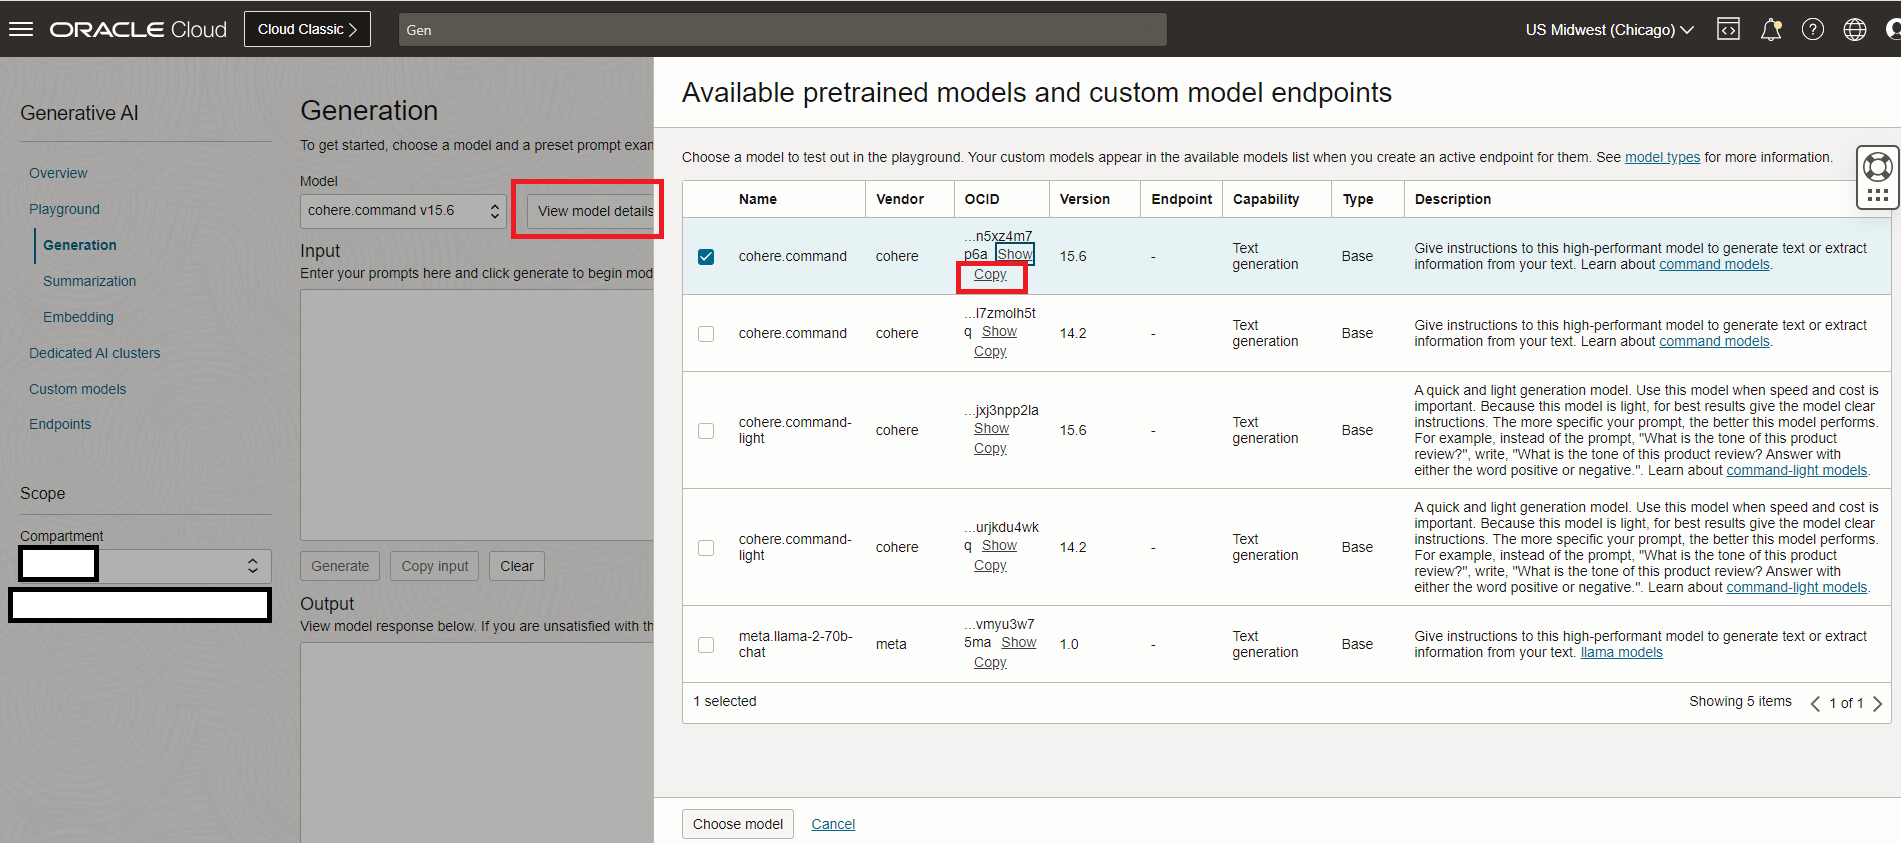 ORACLE Cloud
Cloud Classic >
Gen
US Midwest (Chicago)
Generative AI
Overview
Playground
Generation
Summarization
Embedding
Dedicated AI clusters
Custom models
Endpoints
Scope
Compartment
Generation
To get started, choose a model and a preset prompt exam
Model
cohere.command v15.6
View model details
Input
Enter your prompts here and click generate to begin mod
Generate
Copy input
Clear
Output
View model response below. If you are unsatisfied with th
Available pretrained models and custom model endpoints
Choose a model to test out in the playground. Your custom models appear in the available models list when you create an active endpoint for them. See model types for more information.
Name Vendor OCID Version Endpoint Capability Type Description
cohere.command
cohere
...n5xz4m7
p6a Show
Copy
15.6
-
Text
generation
Base
Give instructions to this high-performant model to generate text or extract
information from your text. Learn about command models.
cohere.command
cohere
...l7zmolh5t
q Show
Copy
14.2
-
Text
generation
Base
Give instructions to this high-performant model to generate text or extract
information from your text. Learn about command models.
cohere.command-
light
cohere
...jxj3npp2la
Show
Copy
15.6
-
Text
generation
Base
A quick and light generation model. Use this model when speed and cost is
important. Because this model is light, for best results give the model clear
instructions. The more specific your prompt, the better this model performs.
For example, instead of the prompt, "What is the tone of this product
review?", write, "What is the tone of this product review? Answer with
either the word positive or negative.". Learn about command-light models.
cohere.command-
light
cohere
...urjkdu4wk
q Show
Copy
14.2
-
Text
generation
Base
A quick and light generation model. Use this model when speed and cost is
important. Because this model is light, for best results give the model clear
instructions. The more specific your prompt, the better this model performs.
For example, instead of the prompt, "What is the tone of this product
review?", write, "What is the tone of this product review? Answer with
either the word positive or negative.". Learn about command-light models.
meta.llama-2-70b-
chat
meta
...vmyu3w7
5ma Show
Copy
1.0
-
Text
generation
Base
Give instructions to this high-performant model to generate text or extract
information from your text. llama models
1 selected
Showing 5 items < 1 of 1 >
Choose model
Cancel